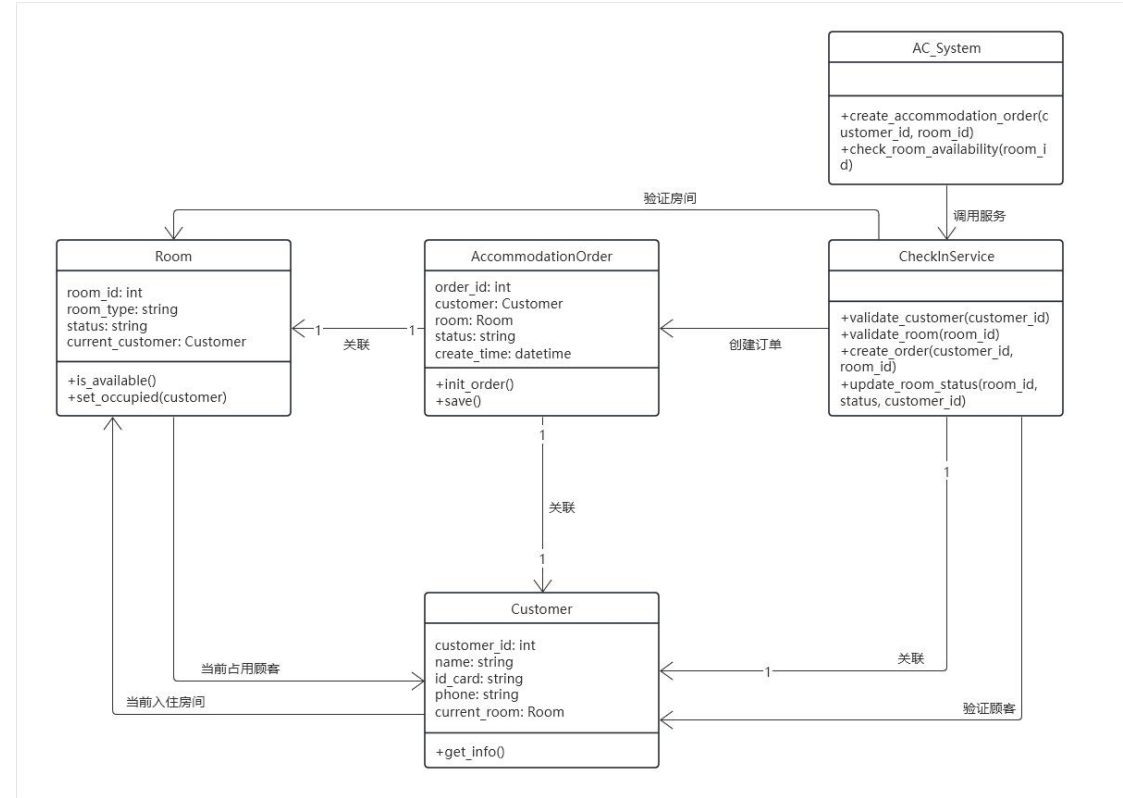 AC_System
+create_accommodation_order(c
ustomer_id, room_id)
+check_room_availability(room_i
d)
验证房间
调用服务
Room
room_id: int
room_type: string
status: string
current_customer: Customer
+is_available()
+set_occupied(customer)
1
1
关联
AccommodationOrder
order_id: int
customer: Customer
room: Room
status: string
create_time: datetime
+init_order()
+save()
创建订单
CheckInService
+validate_customer(customer_id)
+validate_room(room_id)
+create_order(customer_id,
room_id)
+update_room_status(room_id,
status, customer_id)
1
关联
1
1
关联
1
验证顾客
当前占用顾客
当前入住房间
Customer
customer_id: int
name: string
id_card: string
phone: string
current_room: Room
+get_info()